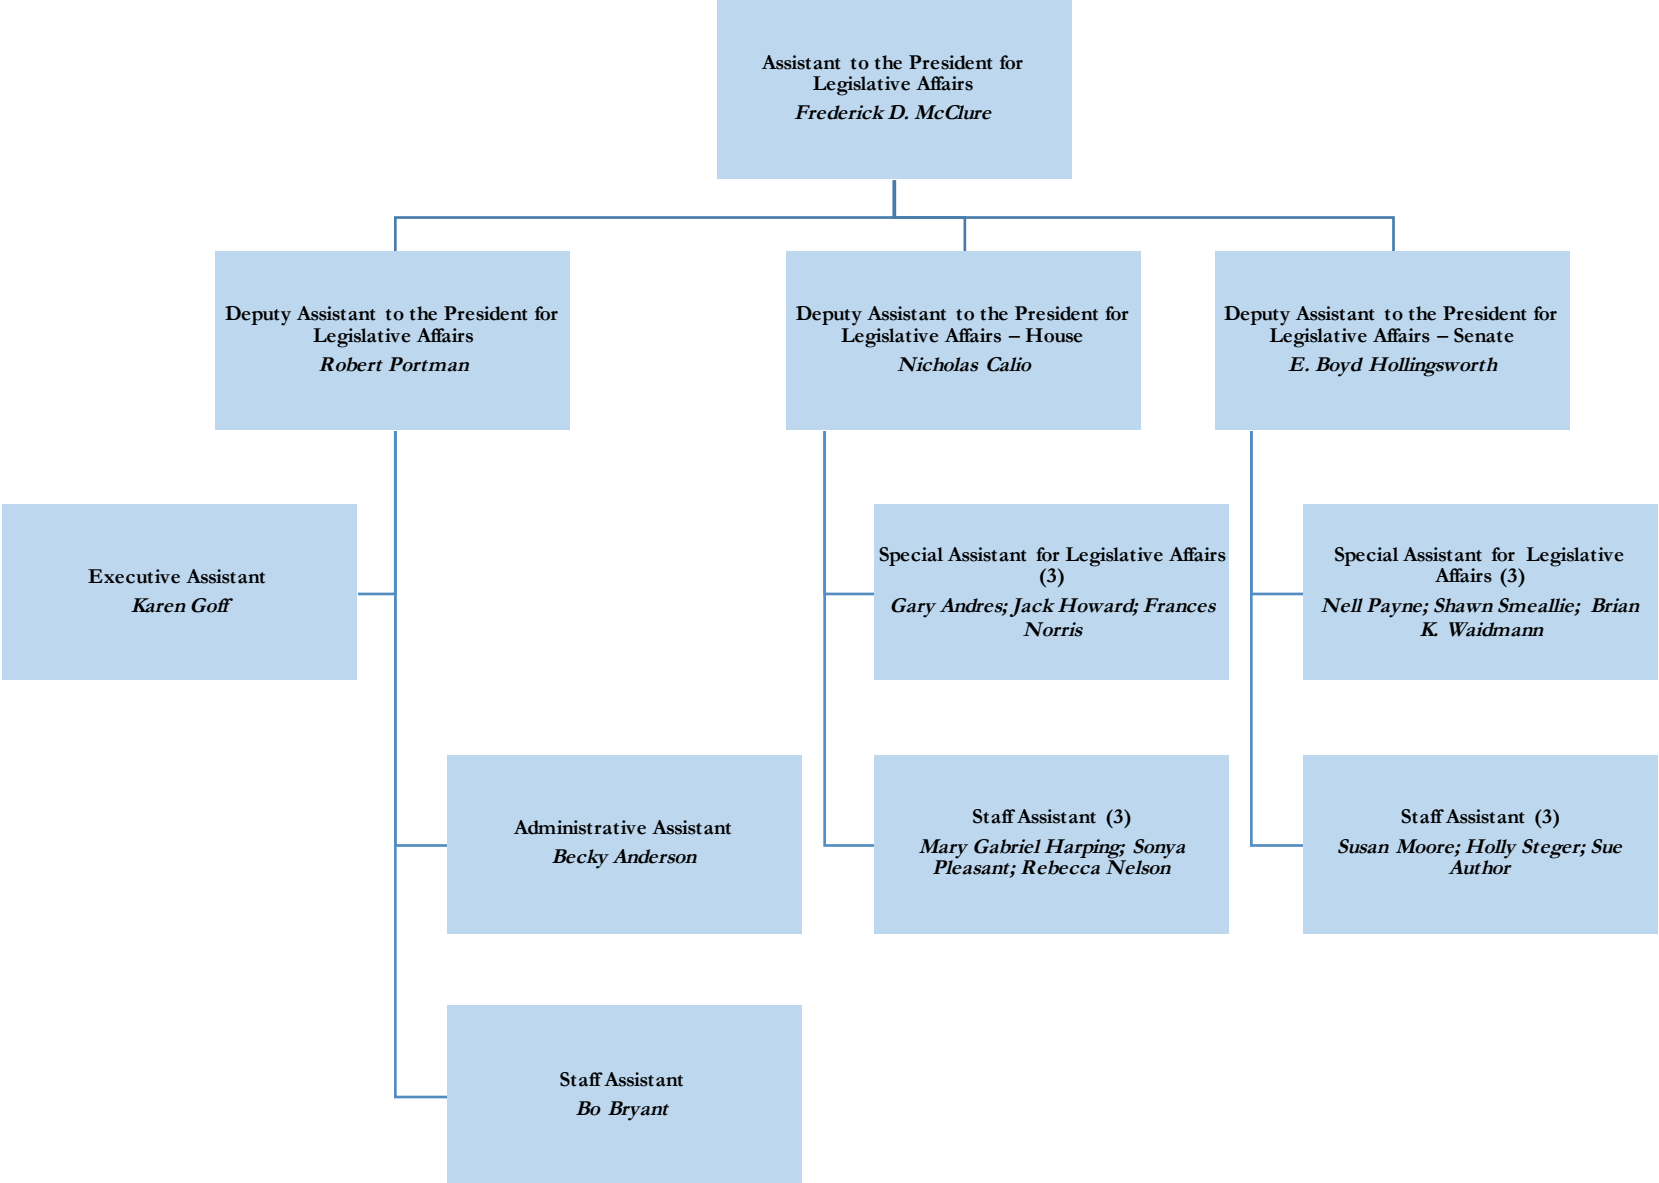 Assistant to the President for
Legislative Affairs
Frederick D. McClure
Deputy Assistant to the President for
Legislative Affairs
Robert Portman
Deputy Assistant to the President for
Legislative Affairs – House
Nicholas Calio
Deputy Assistant to the President for
Legislative Affairs – Senate
E. Boyd Hollingsworth
Executive Assistant
Karen Goff
Special Assistant for Legislative Affairs
(3)
Gary Andres; Jack Howard; Frances
Norris
Special Assistant for Legislative
Affairs (3)
Nell Payne; Shawn Smeallie; Brian
K. Waidmann
Administrative Assistant
Becky Anderson
Staff Assistant (3)
Mary Gabriel Harping; Sonya
Pleasant; Rebecca Nelson
Staff Assistant (3)
Susan Moore; Holly Steger; Sue
Author
Staff Assistant
Bo Bryant